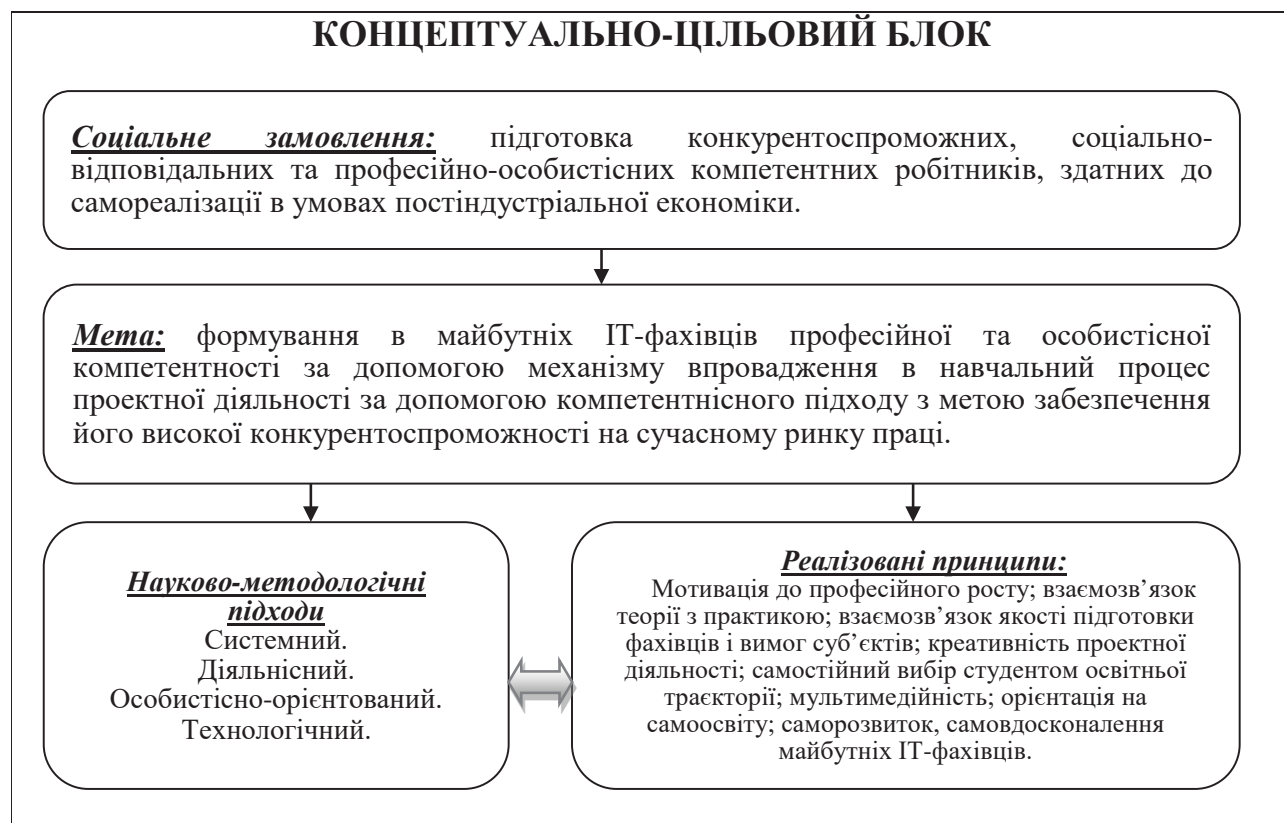 КОНЦЕПТУАЛЬНО-ЦІЛЬОВИЙ БЛОК
Соціальне замовлення: підготовка конкурентоспроможних, соціально-
відповідальних та професійно-особистісних компетентних робітників, здатних до
самореалізації в умовах постіндустріальної економіки.
Мета: формування в майбутніх ІТ-фахівців професійної та особистісної
компетентності за допомогою механізму впровадження в навчальний процес
проектної діяльності за допомогою компетентнісного підходу з метою забезпечення
його високої конкурентоспроможності на сучасному ринку праці.
Науково-методологічні
підходи
Системний.
Діяльнісний.
Особистісно-орієнтований.
Технологічний.
Реалізовані принципи:
Мотивація до професійного росту; взаємозв’язок
теорії з практикою; взаємозв’язок якості підготовки
фахівців і вимог суб’єктів; креативність проектної
діяльності; самостійний вибір студентом освітньої
траєкторії; мультимедійність; орієнтація на
самоосвіту; саморозвиток, самовдосконалення
майбутніх ІТ-фахівців.